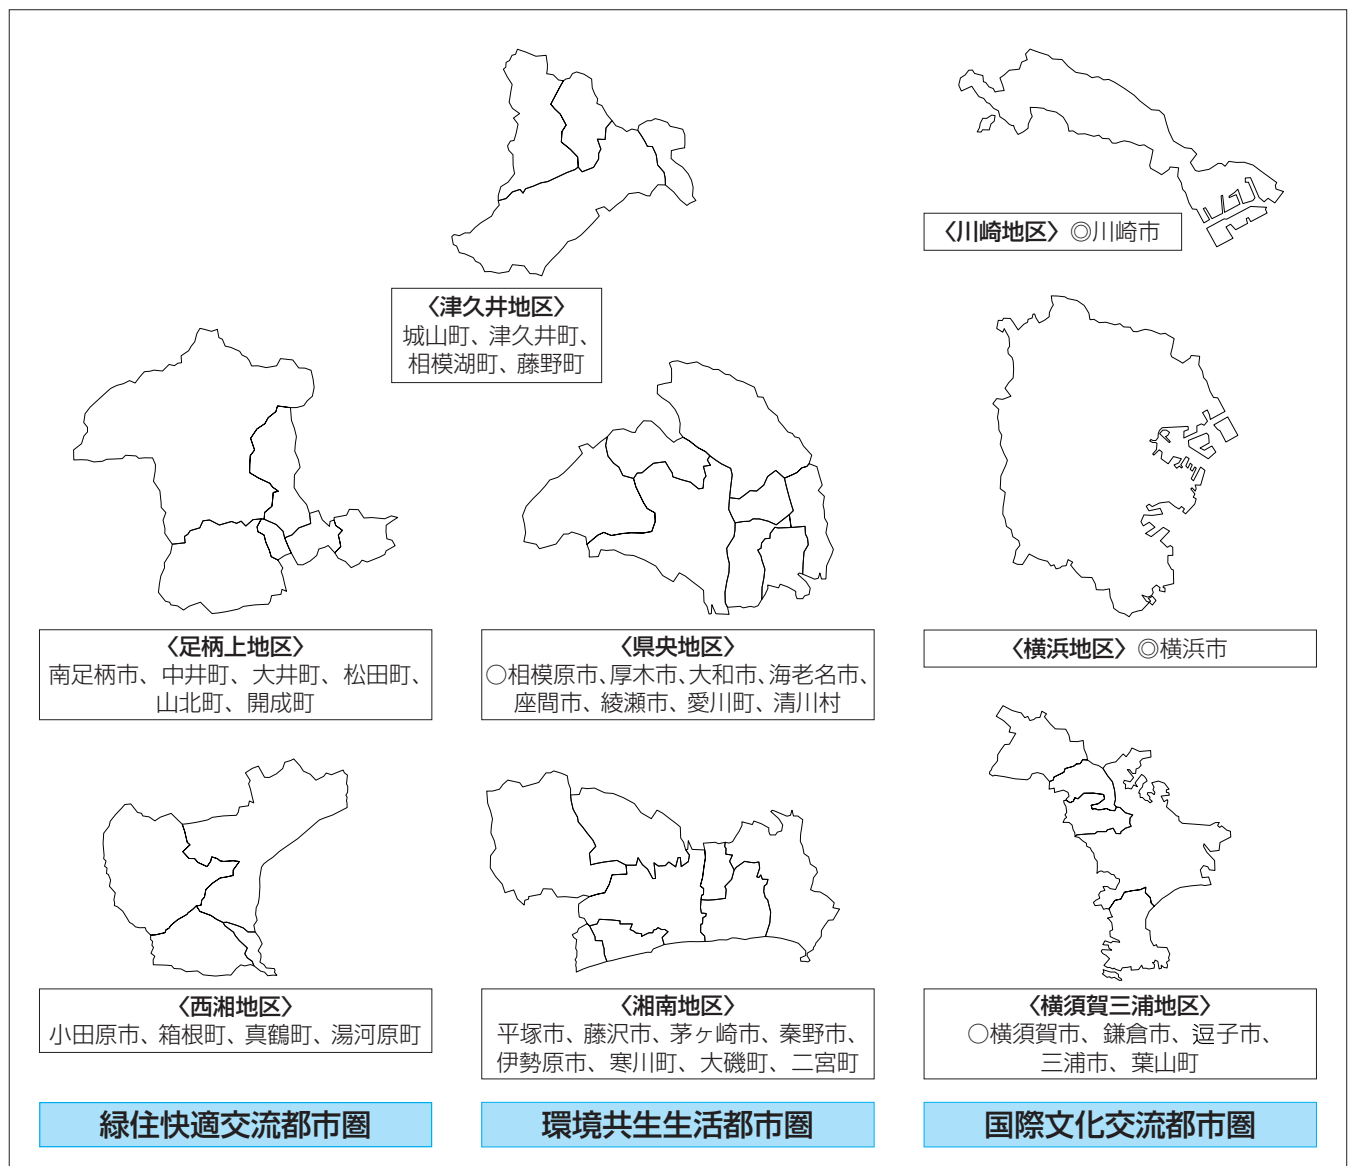 〈津久井地区〉
城山町、津久井町、
相模湖町、藤野町
〈川崎地区〉◎川崎市
〈足柄上地区〉
南足柄市、中井町、大井町、松田町、
山北町、開成町
〈県央地区〉
○相模原市、厚木市、大和市、海老名市、
座間市、綾瀬市、愛川町、清川村
〈横浜地区〉◎横浜市
〈西湘地区〉
小田原市、箱根町、真鶴町、湯河原町
〈湘南地区〉
平塚市、藤沢市、茅ヶ崎市、秦野市、
伊勢原市、寒川町、大磯町、二宮町
〈横須賀三浦地区〉
○横須賀市、鎌倉市、逗子市、
三浦市、葉山町
緑住快適交流都市圏
環境共生生活都市圏
国際文化交流都市圏